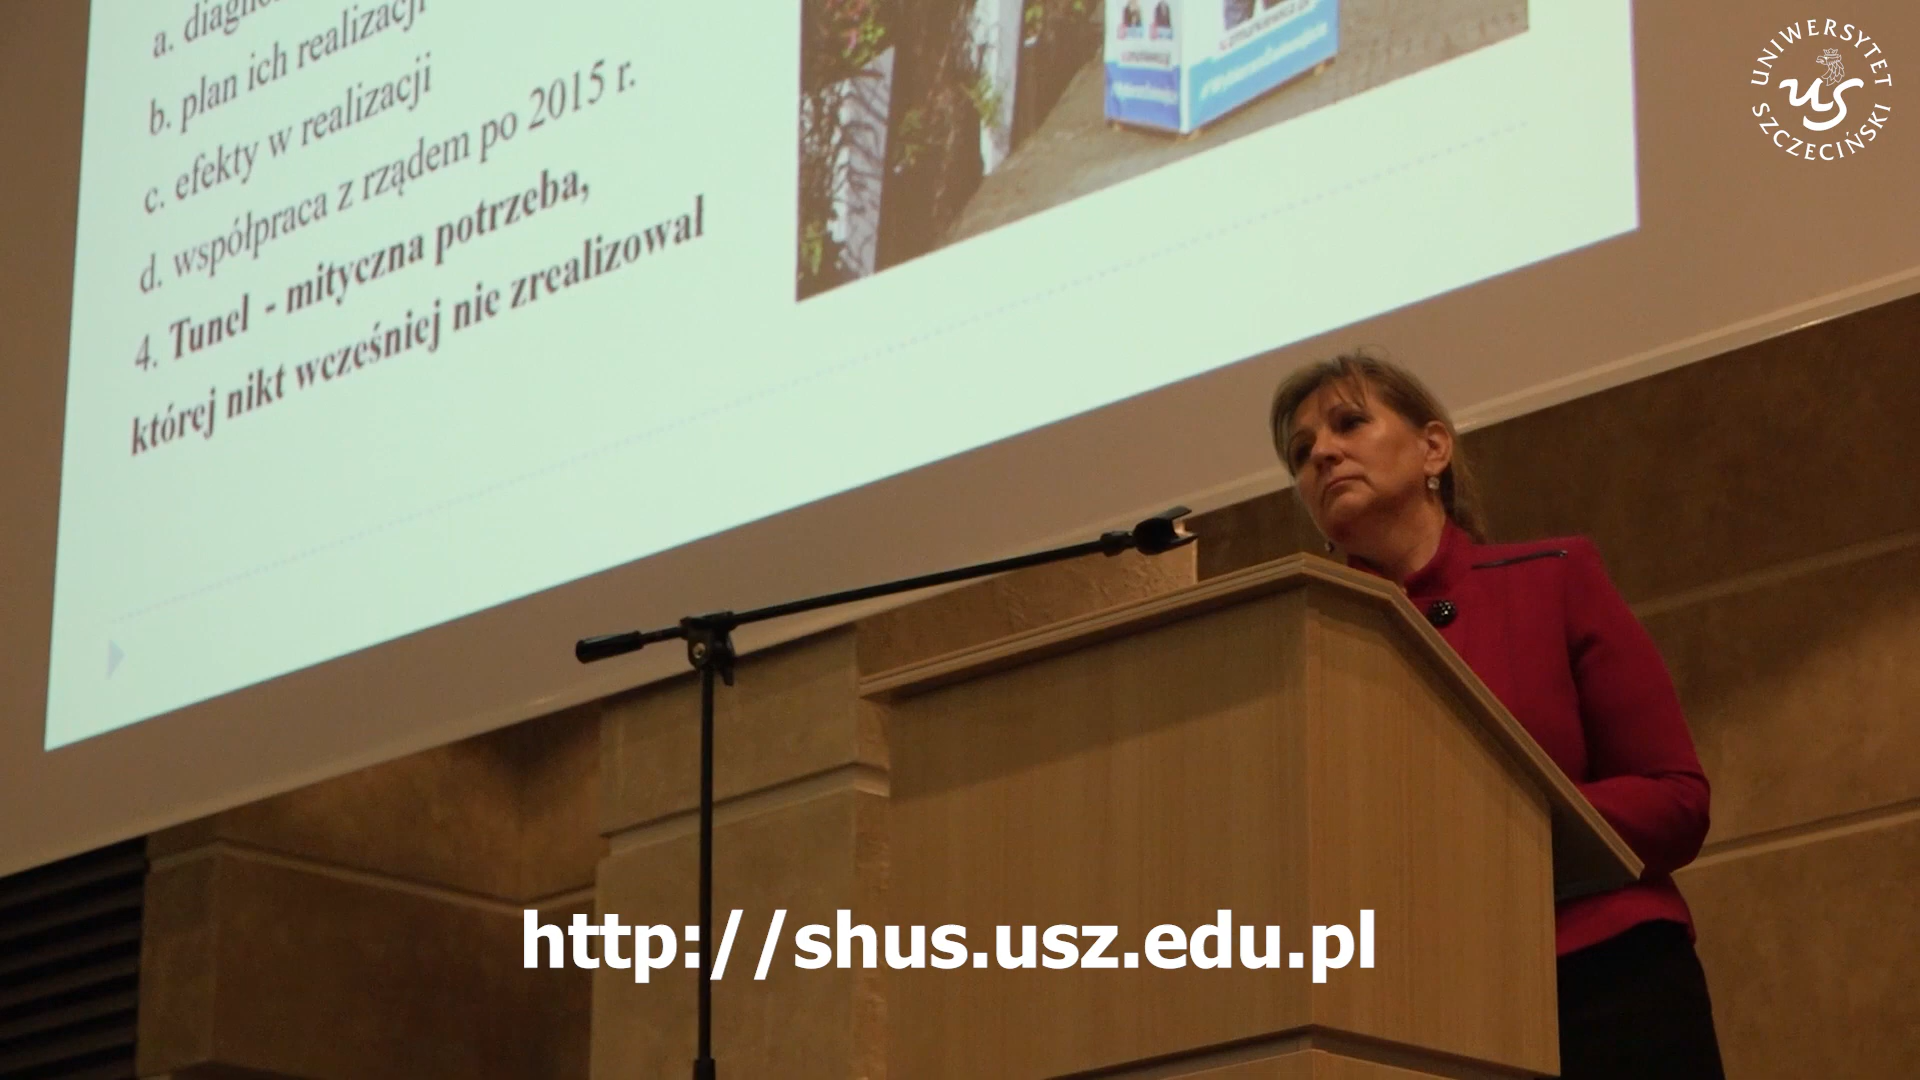 a.
b. plan ich realizacji
c. efekty w realizacji
d. współpraca z rządem po 2015 r.
4. Tunel - mityczna potrzeba,
której nikt wcześniej nie zrealizował
UNIWERSYTET
SZCZECIŃSKI
US
http://shus.usz.edu.pl